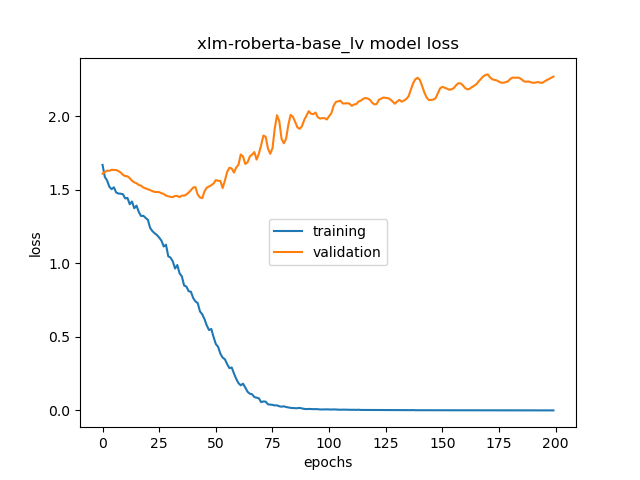 xlm-roberta-base_lv model loss
loss
2.0
1.5
1.0
0.5
0.0
training
validation
0 25 50 75 100 125 150 175 200
epochs